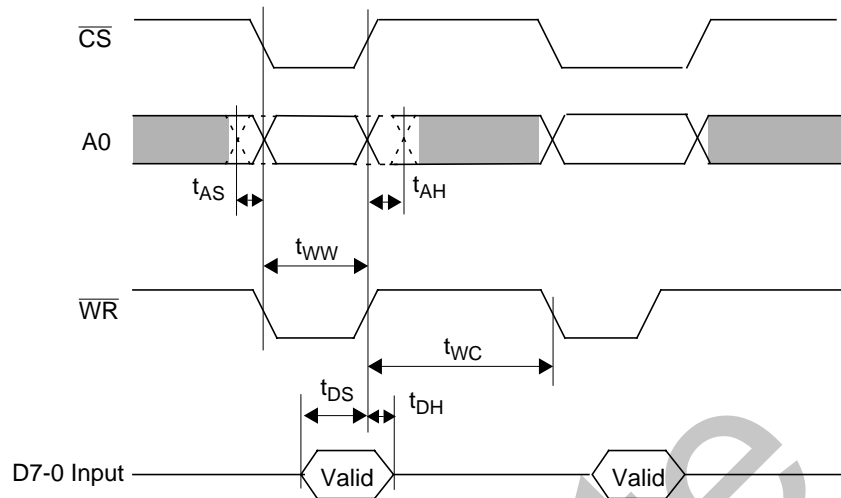 CS
A0
tAS
tAH
tWW
WR
tWC
tDS
tDH
D7-0 Input
Valid
Valid